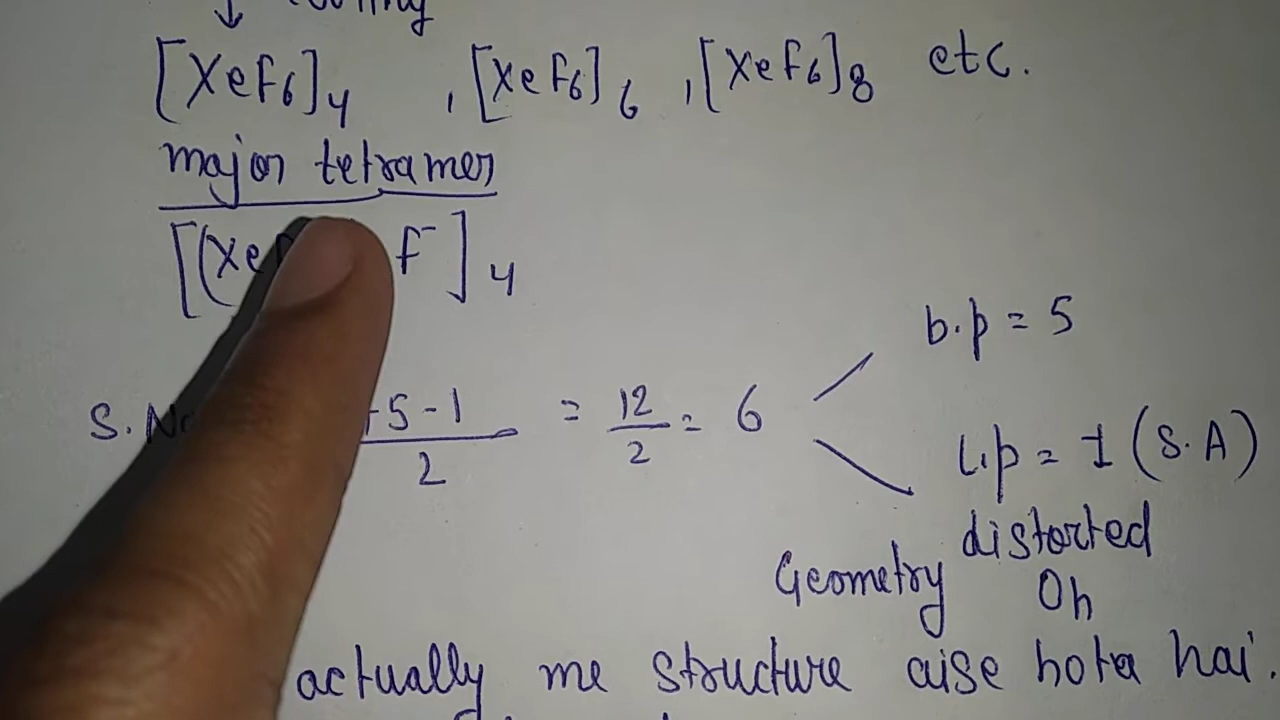 [XeF6]4 , [XeF6]6 , [XeF6]8 etc.
major tetramer
[(Xe F⁻]4
b.p = 5
S.N +5-1/2 = 12/2 = 6
l.p = 1 (S.A)
Geometry distorted
Oh
actually me structure aise hota hai.